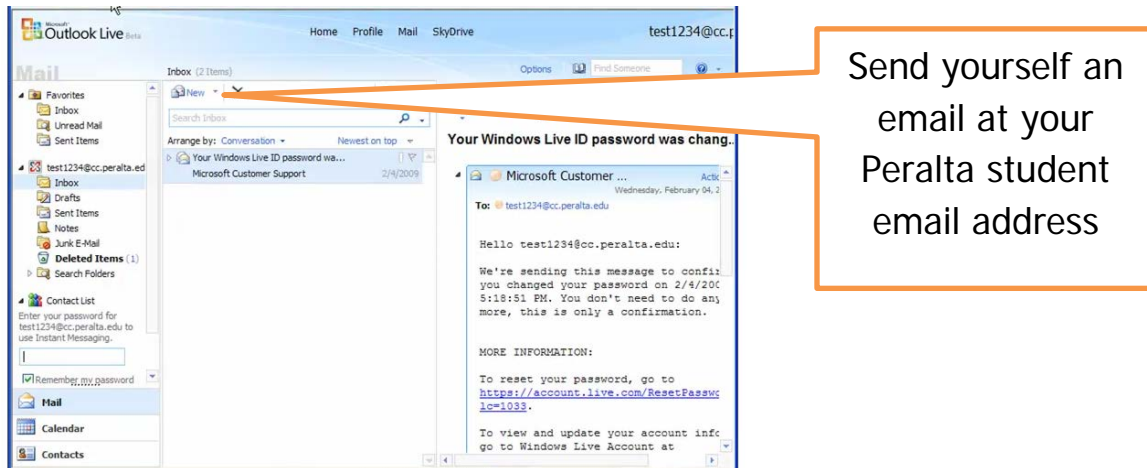 Microsoft®
Outlook Live Beta
Home Profile Mail SkyDrive
test1234@cc.p
Mail
Inbox (2 Items)
Options
Find Someone
Favorites
Inbox
Unread Mail
Sent Items
test1234@cc.peralta.ed
Inbox
Drafts
Sent Items
Notes
Junk E-Mail
Deleted Items (1)
Search Folders
Contact List
Enter your password for
test1234@cc.peralta.edu to
use Instant Messaging.
Remember my password
Mail
Calendar
Contacts
New
Search Inbox
Arrange by: Conversation Newest on top
Your Windows Live ID password wa...
Microsoft Customer Support 2/4/2009
Your Windows Live ID password was chang..
Microsoft Customer ... Actio
Wednesday, February 04, 2
To: test1234@cc.peralta.edu
Hello test1234@cc.peralta.edu:
We're sending this message to confir
you changed your password on 2/4/200
5:18:51 PM. You don't need to do any
more, this is only a confirmation.
MORE INFORMATION:
To reset your password, go to
https://account.live.com/ResetPasswo
lc=1033.
To view and update your account info
go to Windows Live Account at
Send yourself an
email at your
Peralta student
email address